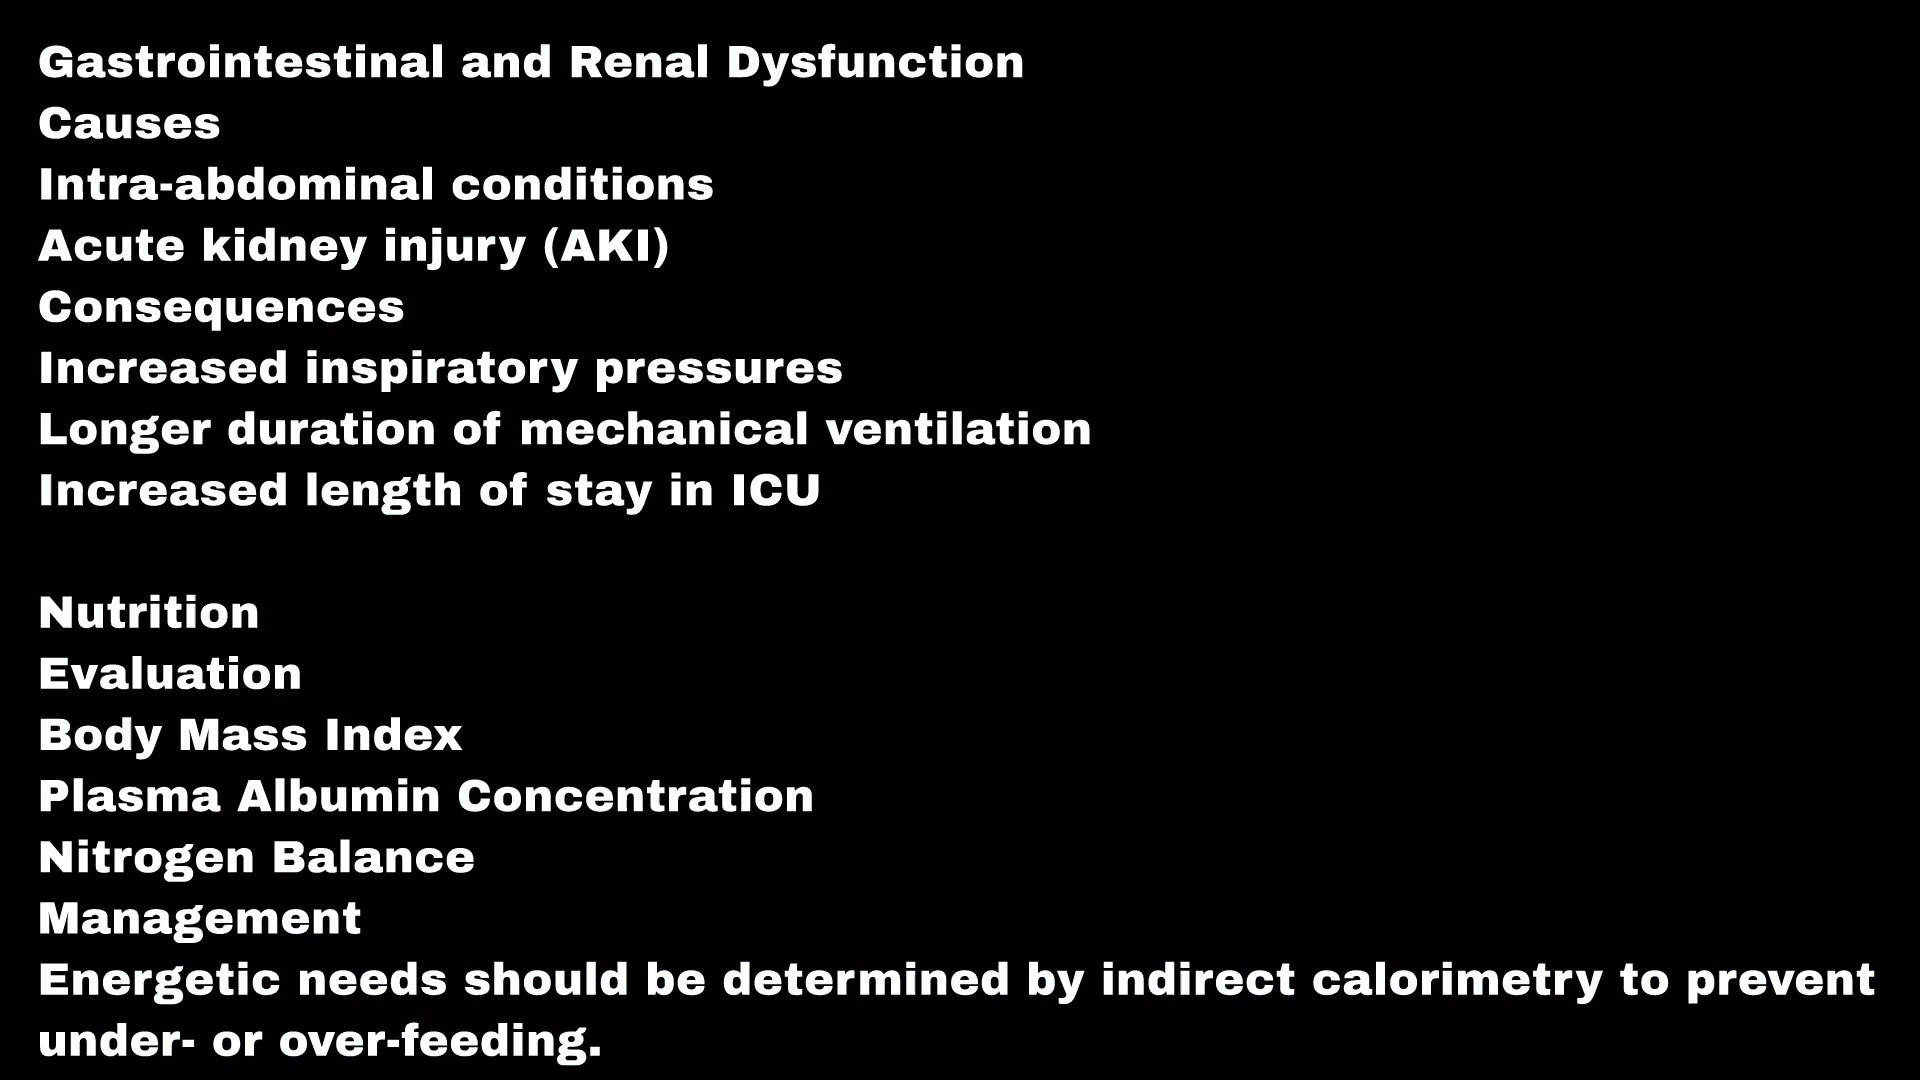 Gastrointestinal and Renal Dysfunction
Causes
Intra-abdominal conditions
Acute kidney injury (AKI)
Consequences
Increased inspiratory pressures
Longer duration of mechanical ventilation
Increased length of stay in ICU
Nutrition
Evaluation
Body Mass Index
Plasma Albumin Concentration
Nitrogen Balance
Management
Energetic needs should be determined by indirect calorimetry to prevent
under- or over-feeding.